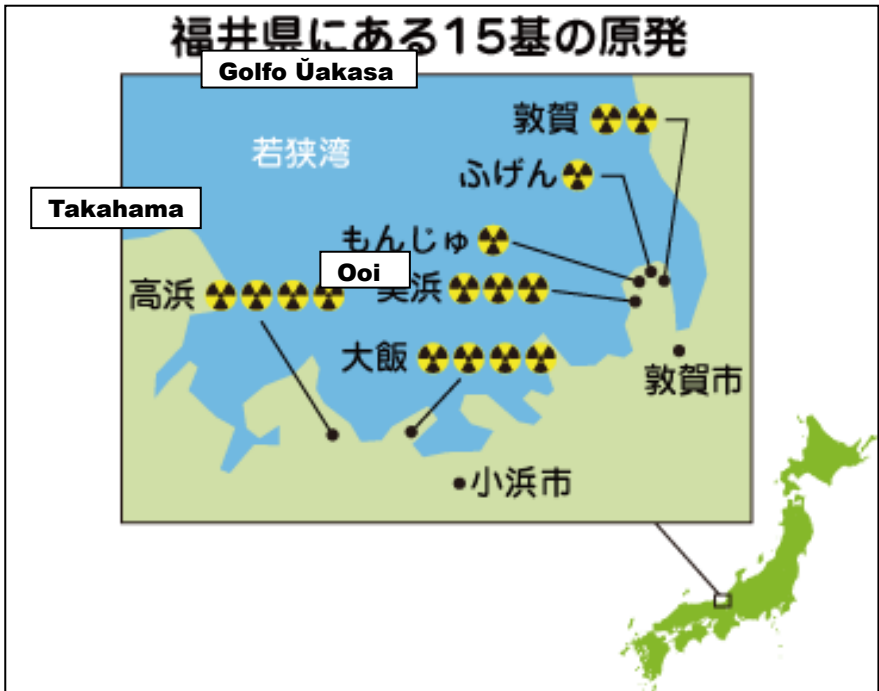 福井県にある15基の原発
Golfo Ŭakasa
敦賀
若狭湾
ふげん
Takahama
もんじゅ
Ooi
高浜
美浜
大飯
敦賀市
小浜市